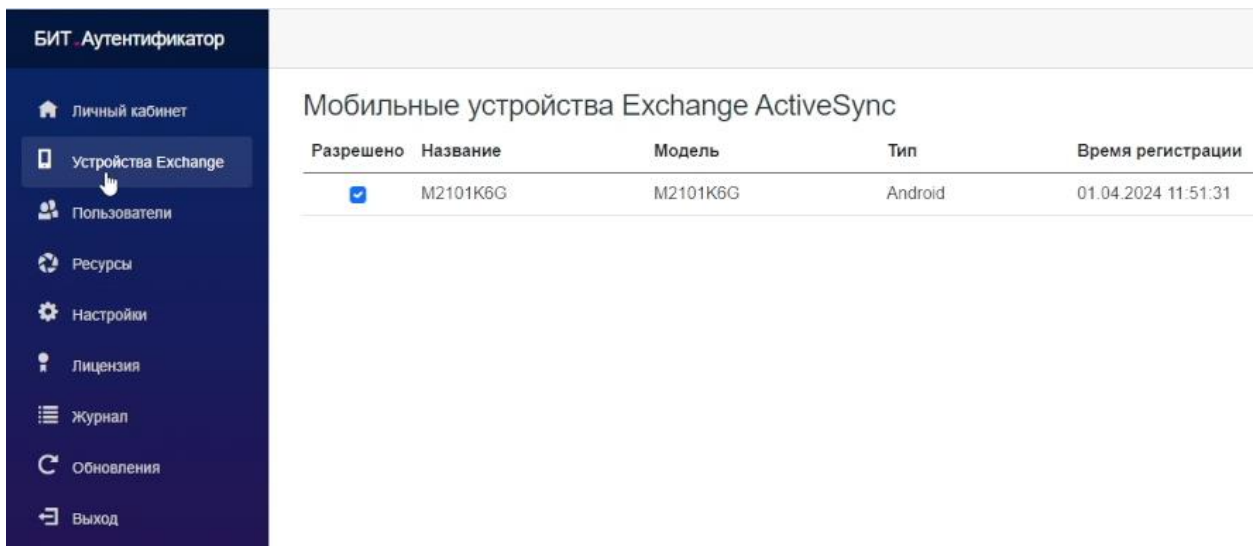 БИТ.Аутентификатор
Личный кабинет
Устройства Exchange
Пользователи
Ресурсы
Настройки
Лицензия
Журнал
Обновления
Выход
Мобильные устройства Exchange ActiveSync
Разрешено Название Модель Тип Время регистрации
M2101K6G M2101K6G Android 01.04.2024 11:51:31